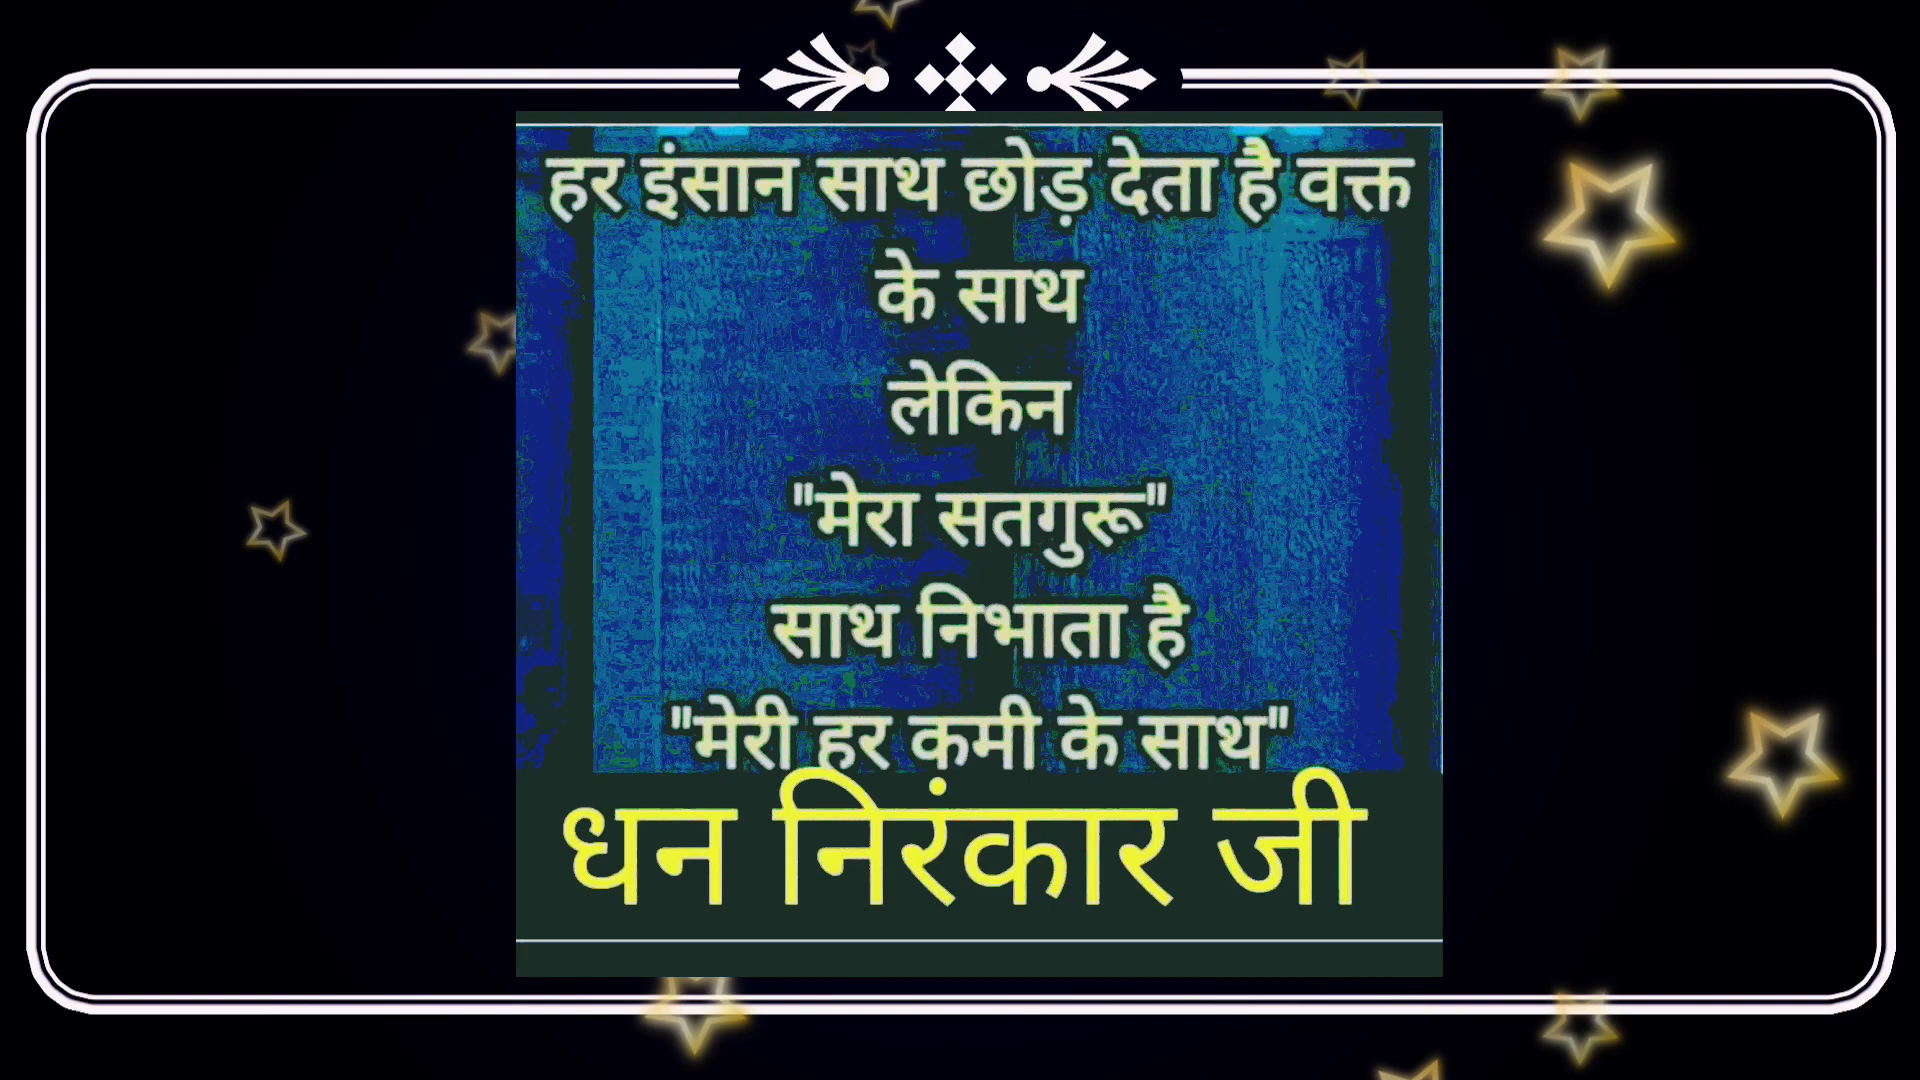 हर इंसान साथ छोड़ देता है वक्त
के साथ
लेकिन
"मेरा सतगुरू"
साथ निभाता है
"मेरी हर कमी के साथ"
धन निरंकार जी